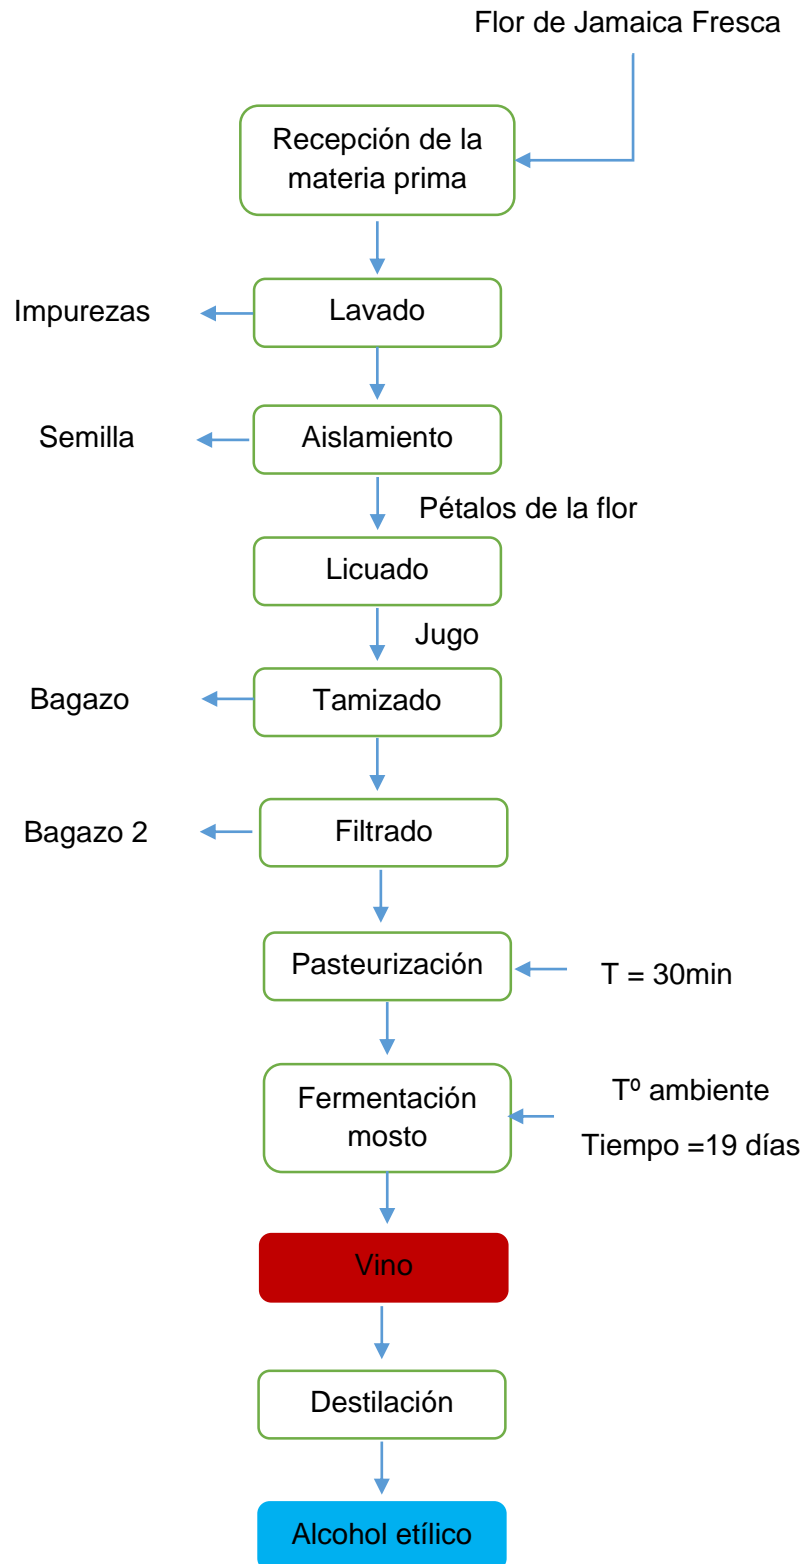 Flor de Jamaica Fresca
Recepción de la
materia prima
Impurezas
Lavado
Semilla
Aislamiento
Pétalos de la flor
Licuado
Jugo
Bagazo
Tamizado
Bagazo 2
Filtrado
Pasteurización
T = 30min
Fermentación
mosto
Tº ambiente
Tiempo =19 días
Vino
Destilación
Alcohol etílico